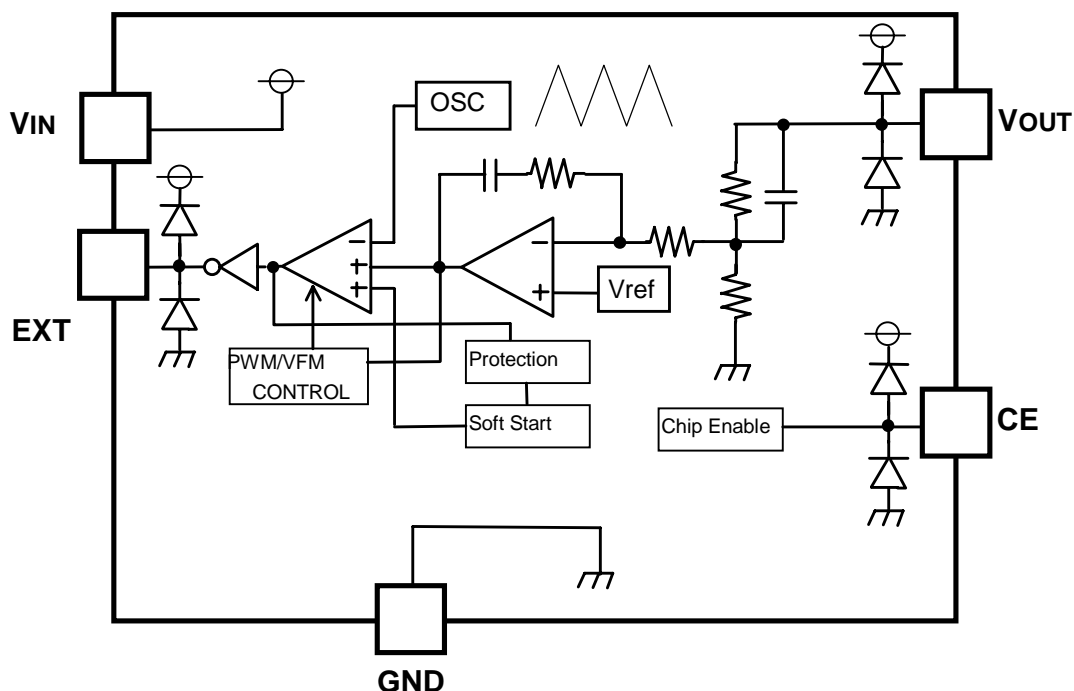 OSC
VIN
VOUT
−
+
+
−
+
Vref
EXT
PWM/VFM
CONTROL
Protection
Soft Start
Chip Enable
CE
GND